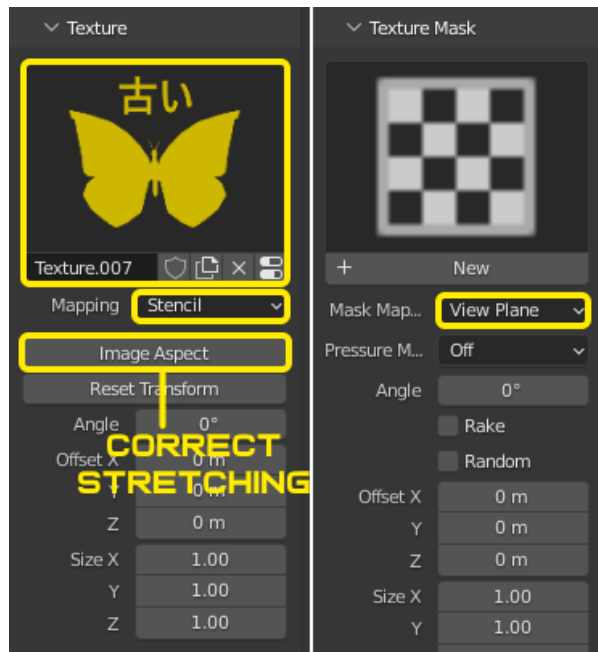 Texture
古い
Texture.007
Mapping Stencil
Image Aspect
Reset Transform
Angle 0°
CORRECT
STRETCHING
Offset X 0 m
Y 0 m
Z 0 m
Size X 1.00
Y 1.00
Z 1.00
Texture Mask
+ New
Mask Map... View Plane
Pressure M... Off
Angle 0°
Rake
Random
Offset X 0 m
Y 0 m
Z 0 m
Size X 1.00
Y 1.00